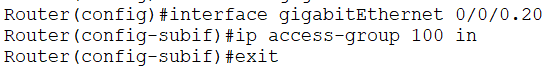 Router(config)#interface gigabitEthernet 0/0/0.20
Router(config-subif)#ip access-group 100 in
Router(config-subif)#exit